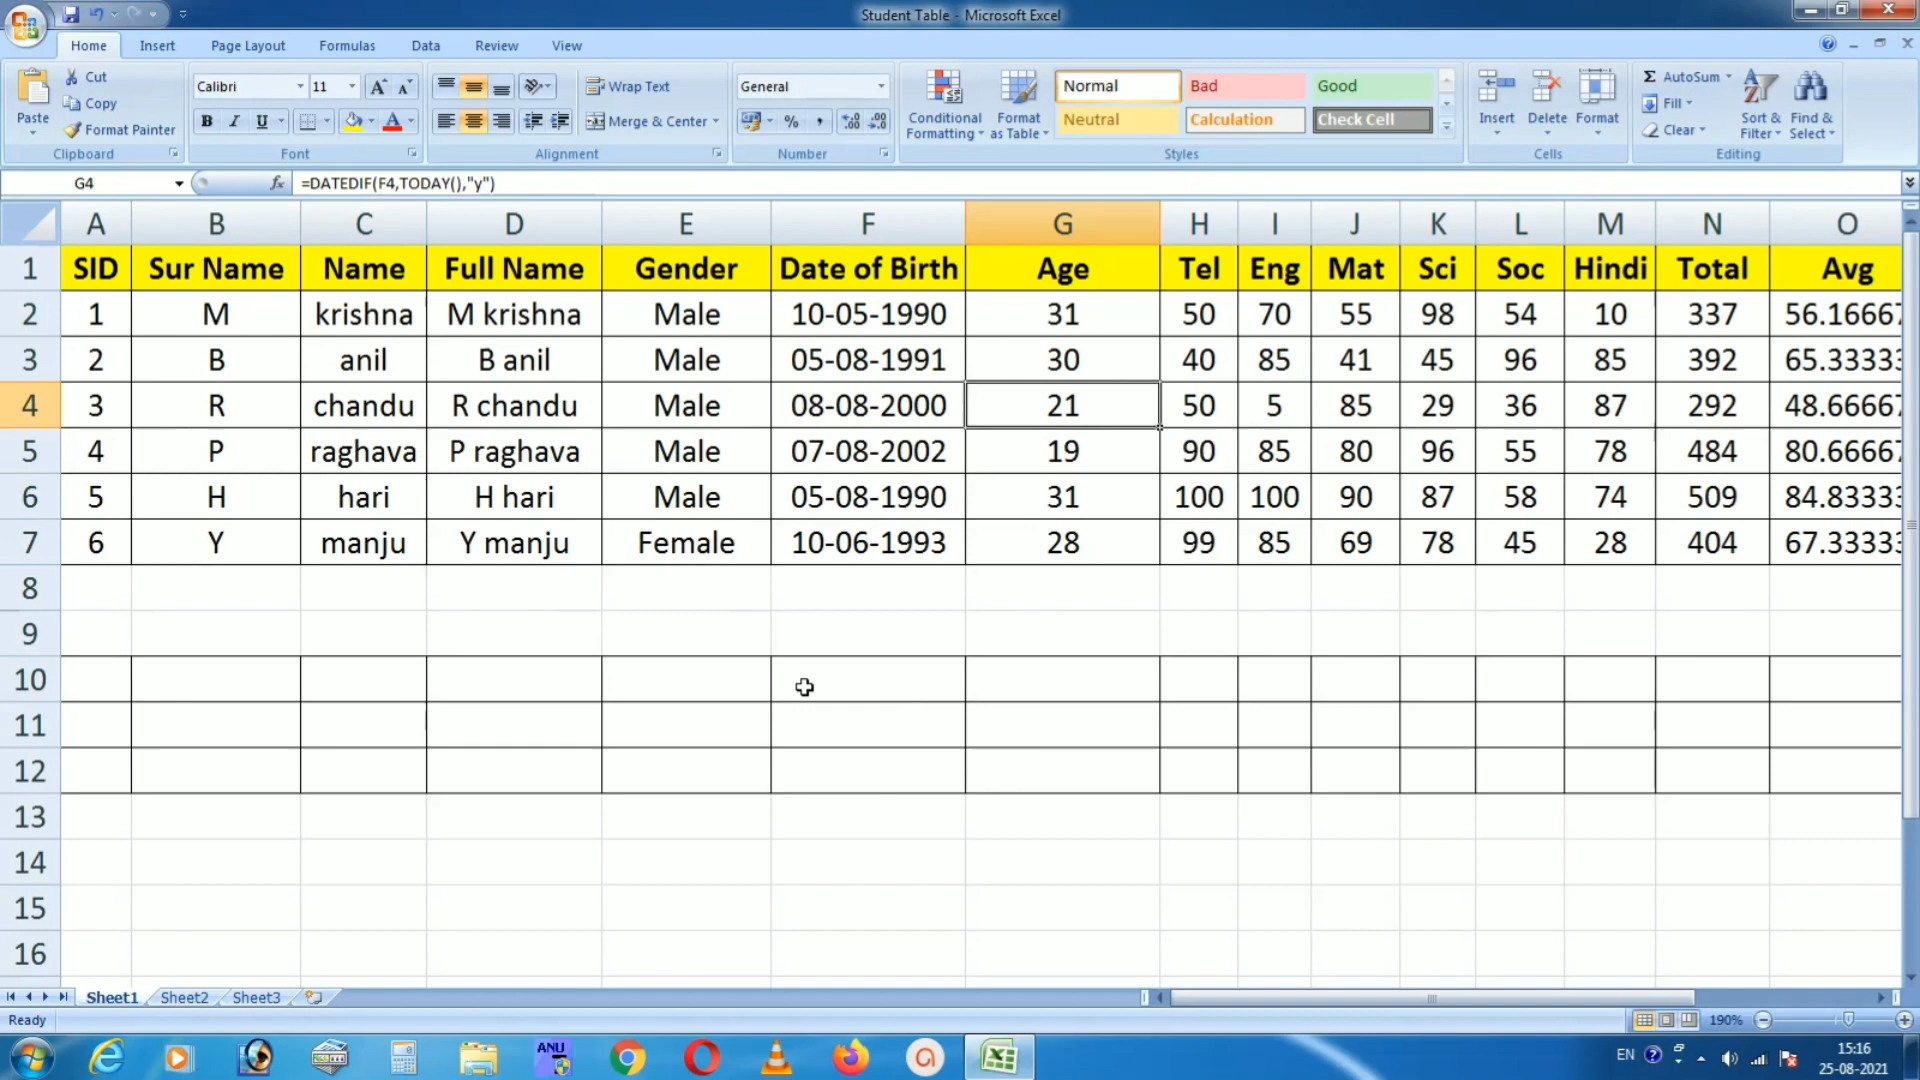 Student Table - Microsoft Excel
Home Insert Page Layout Formulas Data Review View
Paste
Cut
Copy
Format Painter
Clipboard
Calibri 11
B I U
Font
Wrap Text
Merge & Center
Alignment
General
% ,
Number
Conditional Formatting
Format as Table
Normal Bad Good
Neutral Calculation Check Cell
Styles
Insert Delete Format
Cells
Σ AutoSum
Fill
Clear
Sort & Filter
Find & Select
Editing
G4 fx =DATEDIF(F4,TODAY(),"y")
A B C D E F G H I J K L M N O
1 SID Sur Name Name Full Name Gender Date of Birth Age Tel Eng Mat Sci Soc Hindi Total Avg
2 1 M krishna M krishna Male 10-05-1990 31 50 70 55 98 54 10 337 56.16667
3 2 B anil B anil Male 05-08-1991 30 40 85 41 45 96 85 392 65.33333
4 3 R chandu R chandu Male 08-08-2000 21 50 5 85 29 36 87 292 48.66667
5 4 P raghava P raghava Male 07-08-2002 19 90 85 80 96 55 78 484 80.66667
6 5 H hari H hari Male 05-08-1990 31 100 100 90 87 58 74 509 84.83333
7 6 Y manju Y manju Female 10-06-1993 28 99 85 69 78 45 28 404 67.33333
8
9
10
11
12
13
14
15
16
Sheet1 Sheet2 Sheet3
Ready 190%
ANU
EN 15:16
25-08-2021